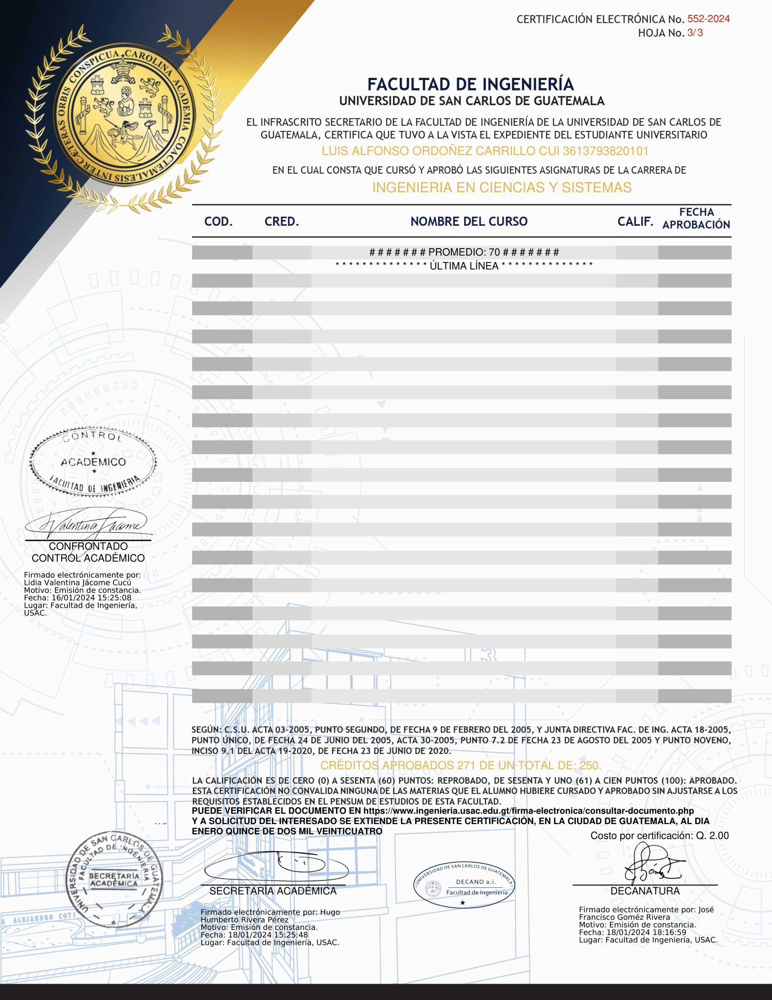 CERTIFICACIÓN ELECTRÓNICA No. 552-2024
HOJA No. 3/3
INTER CÆTERAS ORBIS CONSPICUA CAROLINA ACADEMIA COACTEMALENSIS
FACULTAD DE INGENIERÍA
UNIVERSIDAD DE SAN CARLOS DE GUATEMALA
EL INFRASCRITO SECRETARIO DE LA FACULTAD DE INGENIERÍA DE LA UNIVERSIDAD DE SAN CARLOS DE
GUATEMALA, CERTIFICA QUE TUVO A LA VISTA EL EXPEDIENTE DEL ESTUDIANTE UNIVERSITARIO
LUIS ALFONSO ORDOÑEZ CARRILLO CUI 3613793820101
EN EL CUAL CONSTA QUE CURSÓ Y APROBÓ LAS SIGUIENTES ASIGNATURAS DE LA CARRERA DE
INGENIERIA EN CIENCIAS Y SISTEMAS
COD. CRED. NOMBRE DEL CURSO CALIF. FECHA APROBACIÓN
# # # # # # # PROMEDIO: 70 # # # # # # #
* * * * * * * * * * * * * * ÚLTIMA LÍNEA * * * * * * * * * * * * * *
CONTROL
ACADEMICO
FACULTAD DE INGENIERIA
Valentina Jacome
CONFRONTADO
CONTROL ACADÉMICO
Firmado electrónicamente por:
Lidia Valentina Jácome Cucú
Motivo: Emisión de constancia.
Fecha: 16/01/2024 15:25:08
Lugar: Facultad de Ingeniería,
USAC.
SEGÚN: C.S.U. ACTA 03-2005, PUNTO SEGUNDO, DE FECHA 9 DE FEBRERO DEL 2005, Y JUNTA DIRECTIVA FAC. DE ING. ACTA 18-2005,
PUNTO ÚNICO, DE FECHA 24 DE JUNIO DEL 2005, ACTA 30-2005, PUNTO 7.2 DE FECHA 23 DE AGOSTO DEL 2005 Y PUNTO NOVENO,
INCISO 9.1 DEL ACTA 19-2020, DE FECHA 23 DE JUNIO DE 2020.
CRÉDITOS APROBADOS 271 DE UN TOTAL DE: 250.
LA CALIFICACIÓN ES DE CERO (0) A SESENTA (60) PUNTOS: REPROBADO, DE SESENTA Y UNO (61) A CIEN PUNTOS (100): APROBADO.
ESTA CERTIFICACIÓN NO CONVALIDA NINGUNA DE LAS MATERIAS QUE EL ALUMNO HUBIERE CURSADO Y APROBADO SIN AJUSTARSE A LOS
REQUISITOS ESTABLECIDOS EN EL PENSUM DE ESTUDIOS DE ESTA FACULTAD.
PUEDE VERIFICAR EL DOCUMENTO EN https://www.ingenieria.usac.edu.gt/firma-electronica/consultar-documento.php
Y A SOLICITUD DEL INTERESADO SE EXTIENDE LA PRESENTE CERTIFICACIÓN, EN LA CIUDAD DE GUATEMALA, AL DIA
ENERO QUINCE DE DOS MIL VEINTICUATRO
Costo por certificación: Q. 2.00
UNIVERSIDAD DE SAN CARLOS DE GUATEMALA
FACULTAD DE INGENIERIA
SECRETARÍA
ACADÉMICA
SECRETARÍA ACADÉMICA
Firmado electrónicamente por: Hugo
Humberto Rivera Pérez
Motivo: Emisión de constancia.
Fecha: 18/01/2024 15:25:48
Lugar: Facultad de Ingeniería, USAC.
UNIVERSIDAD DE SAN CARLOS DE GUATEMALA
DECANO a.i.
Facultad de Ingeniería
DECANATURA
Firmado electrónicamente por: José
Francisco Goméz Rivera
Motivo: Emisión de constancia.
Fecha: 18/01/2024 18:16:59
Lugar: Facultad de Ingeniería, USAC.
A ALEJANDRO COTI